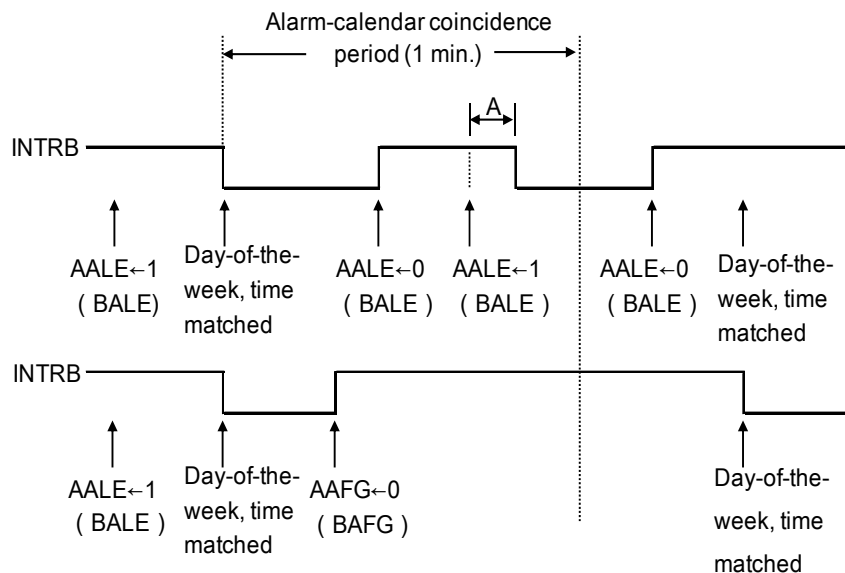 Alarm-calendar coincidence
period (1 min.)
A
INTRB
AALE←1
( BALE)
Day-of-the-
week, time
matched
AALE←0
( BALE )
AALE←1
( BALE )
AALE←0
( BALE )
Day-of-the-
week, time
matched
INTRB
AALE←1
( BALE )
Day-of-the-
week, time
matched
AAFG←0
( BAFG )
Day-of-the-
week, time
matched